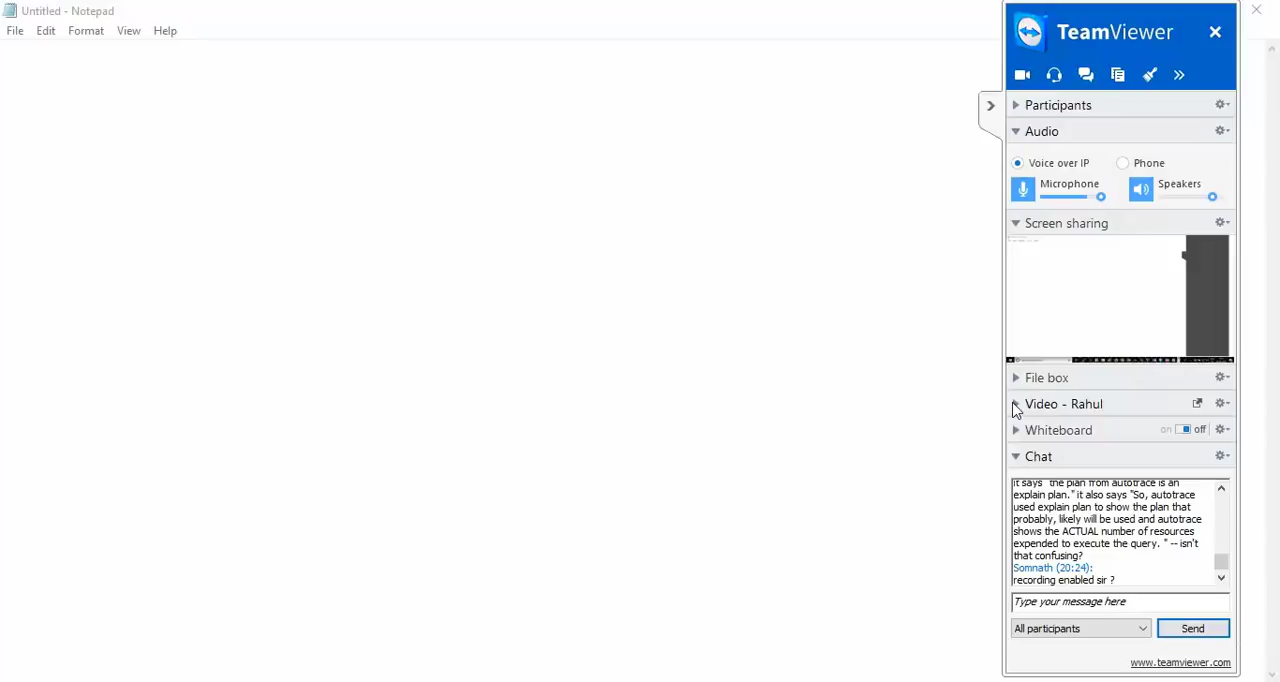 Untitled - Notepad
File Edit Format View Help
TeamViewer
Participants
Audio
Voice over IP Phone
Microphone Speakers
Screen sharing
File box
Video - Rahul
Whiteboard on off
Chat
it says "the plan from autotrace is an
explain plan." it also says "So, autotrace
used explain plan to show the plan that
probably, likely will be used and autotrace
shows the ACTUAL number of resources
expended to execute the query. " -- isn't
that confusing?
Somnath (20:24):
recording enabled sir ?
Type your message here
All participants Send
www.teamviewer.com